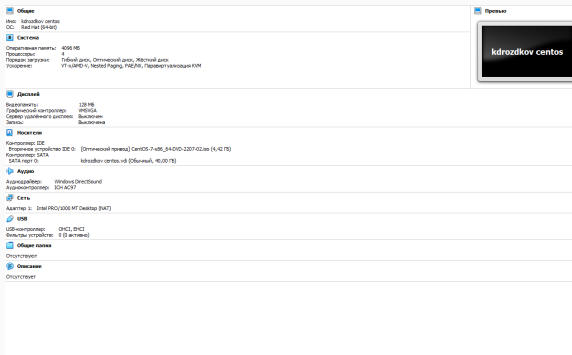 Общие
Имя: kdrozdkov centos
ОС: Red Hat (64-bit)
Система
Оперативная память: 4096 МБ
Процессоры: 4
Порядок загрузки: Гибкий диск, Оптический диск, Жёсткий диск
Ускорение: VT-x/AMD-V, Nested Paging, PAE/NX, Паравиртуализация KVM
Превью
kdrozdkov centos
Дисплей
Видеопамять: 128 МБ
Графический контроллер: VMSVGA
Сервер удалённого дисплея: Выключен
Запись: Выключена
Носители
Контроллер: IDE
Вторичное устройство IDE 0: [Оптический привод] CentOS-7-x86_64-DVD-2207-02.iso (4,42 ГБ)
Контроллер: SATA
SATA порт 0: kdrozdkov centos.vdi (Обычный, 40,00 ГБ)
Аудио
Аудиодрайвер: Windows DirectSound
Аудиоконтроллер: ICH AC97
Сеть
Адаптер 1: Intel PRO/1000 MT Desktop (NAT)
USB
USB-контроллер: OHCI, EHCI
Фильтры устройств: 0 (0 активно)
Общие папки
Отсутствуют
Описание
Отсутствует